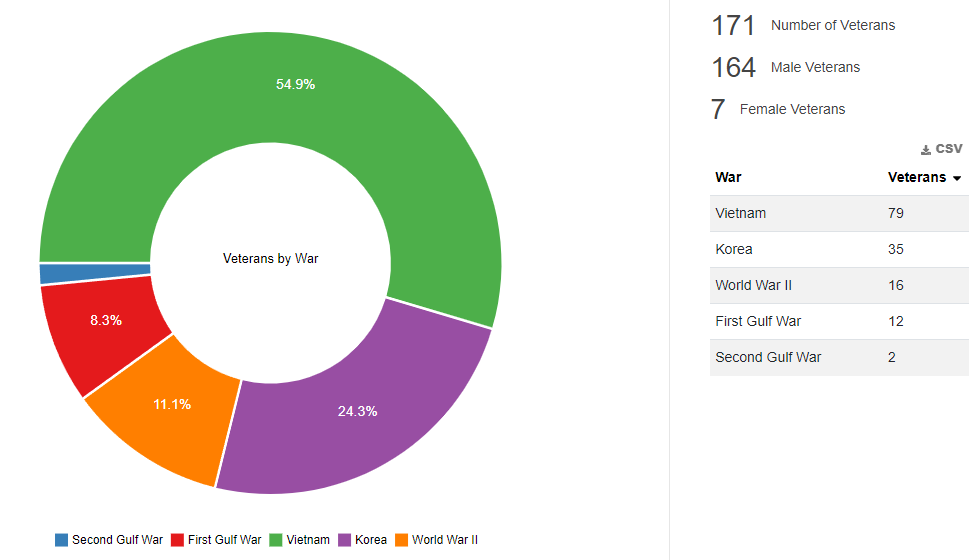 54.9%
Veterans by War
8.3%
11.1%
24.3%
Second Gulf War First Gulf War Vietnam Korea World War II
171 Number of Veterans
164 Male Veterans
7 Female Veterans
CSV
War Veterans
Vietnam 79
Korea 35
World War II 16
First Gulf War 12
Second Gulf War 2